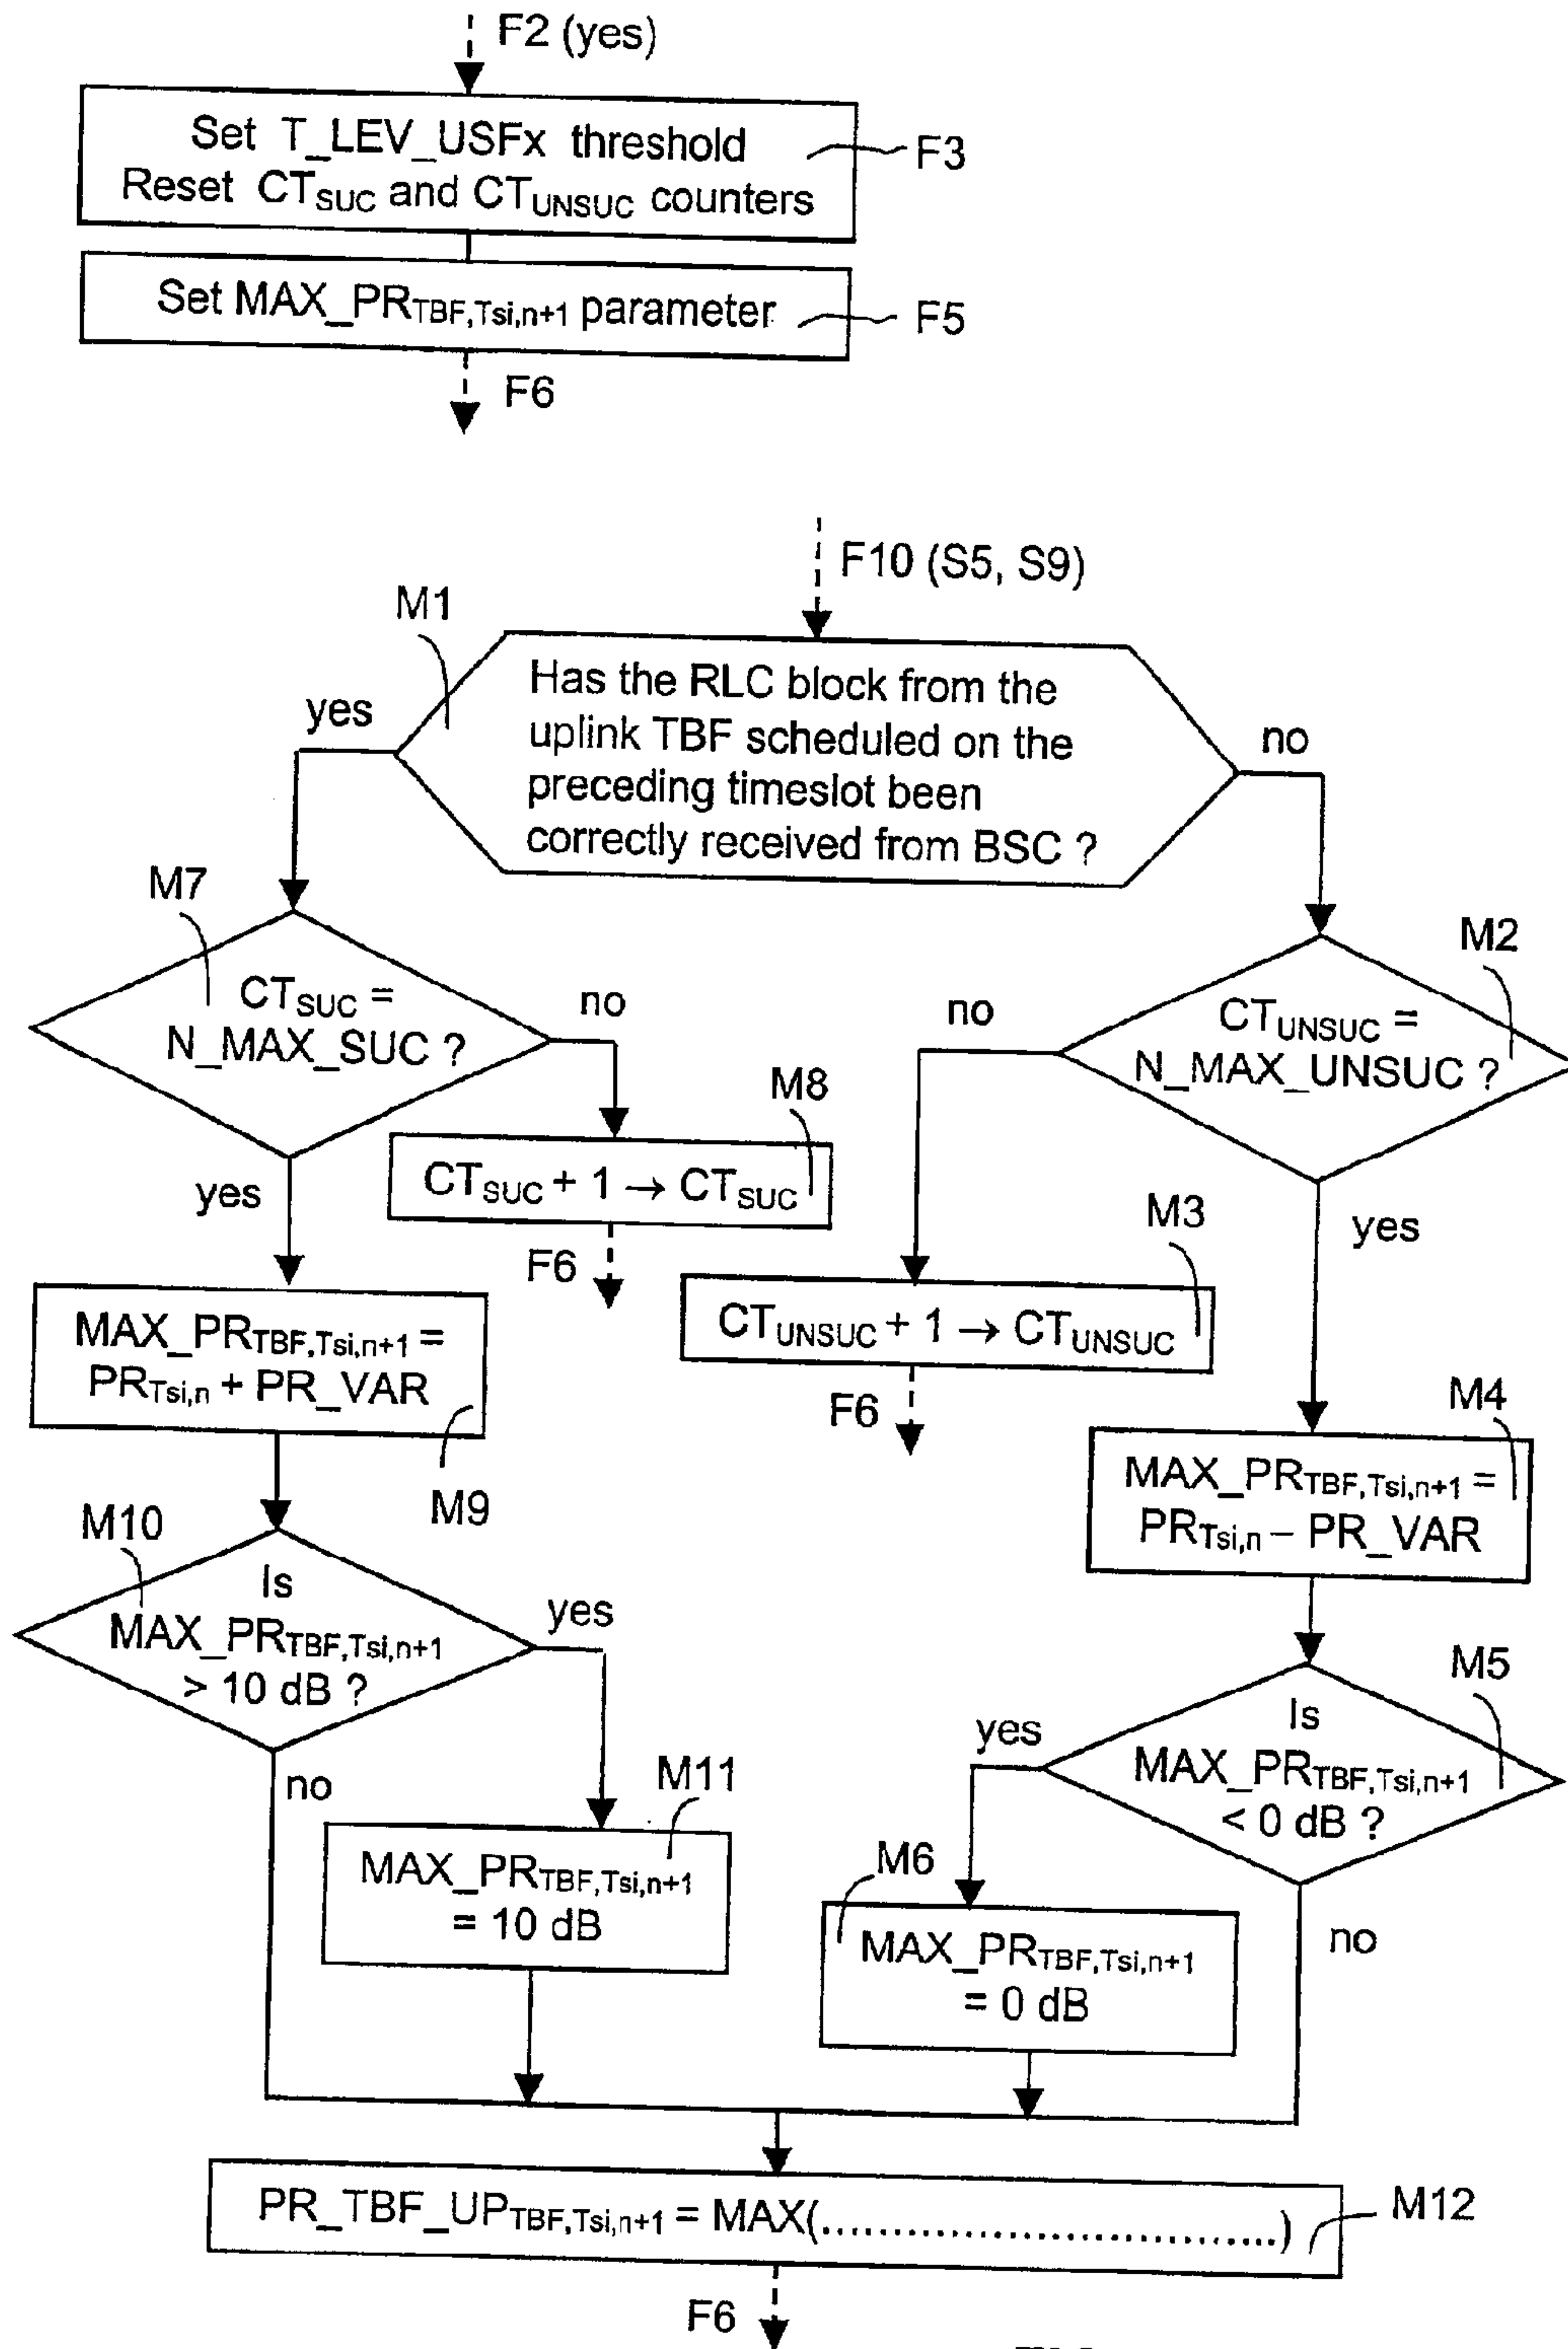 F2 (yes)
Set T_LEV_USFx threshold
Reset CTSUC and CTUNSUC counters
F3
Set MAX_PRTBF,Tsi,n+1 parameter
F5
F6
F10 (S5, S9)
M1
Has the RLC block from the
uplink TBF scheduled on the
preceding timeslot been
correctly received from BSC ?
yes
no
M7
CTSUC =
N_MAX_SUC ?
no
yes
M2
CTUNSUC =
N_MAX_UNSUC ?
no
yes
M8
CTSUC + 1 → CTSUC
F6
M3
CTUNSUC + 1 → CTUNSUC
F6
MAX_PRTBF,Tsi,n+1 =
PRTsi,n + PR_VAR
M9
M4
MAX_PRTBF,Tsi,n+1 =
PRTsi,n – PR_VAR
M10
Is
MAX_PRTBF,Tsi,n+1
> 10 dB ?
yes
no
M5
Is
MAX_PRTBF,Tsi,n+1
< 0 dB ?
yes
no
M11
MAX_PRTBF,Tsi,n+1
= 10 dB
M6
MAX_PRTBF,Tsi,n+1
= 0 dB
PR_TBF_UPTBF,Tsi,n+1 = MAX(................................)
M12
F6